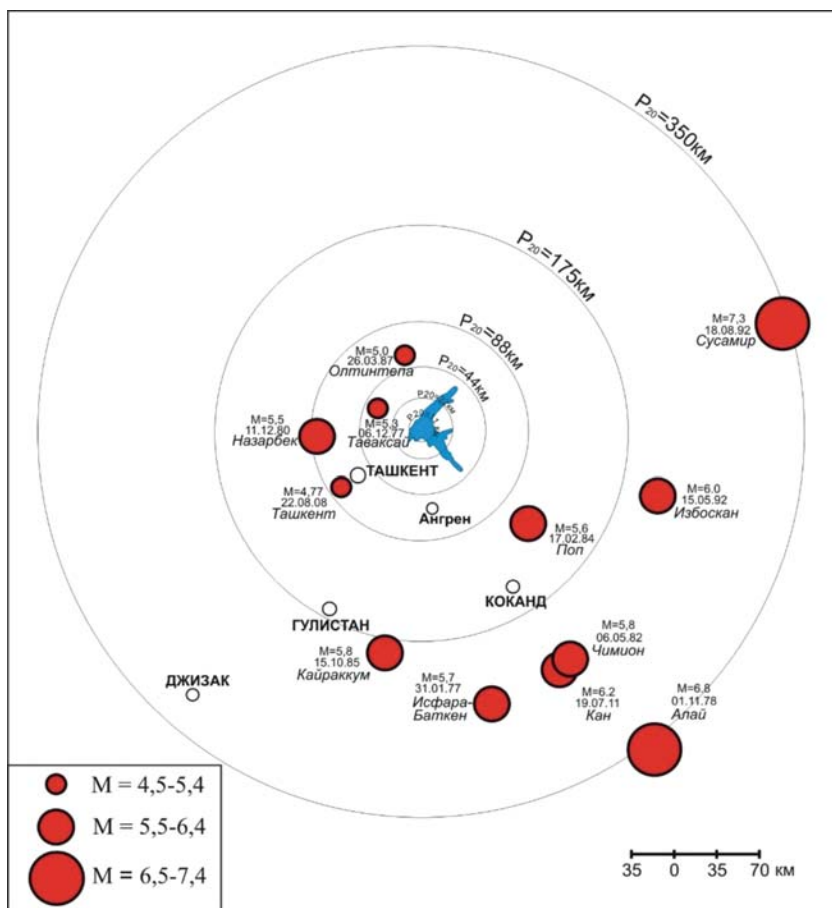 P20=350км
P20=175км
P20=88км
P20=44км
M=7,3
18.08.92
Сусамир
M=5,0
26.03.87
Олтинтепа
M=5,3
06.12.77
Таваксай
M=5,5
11.12.80
Назарбек
ТАШКЕНТ
M=4,77
22.08.08
Ташкент
Ангрен
M=6.0
15.05.92
Избоскан
M=5,6
17.02.84
Поп
КОКАНД
ГУЛИСТАН
M=5,8
15.10.85
Кайраккум
M=5,8
06.05.82
Чимион
ДЖИЗАК
M=5,7
31.01.77
Исфара-
Баткен
M=6.2
19.07.11
Кан
M=6,8
01.11.78
Алай
M = 4,5-5,4
M = 5,5-6,4
M = 6,5-7,4
35 0 35 70 км